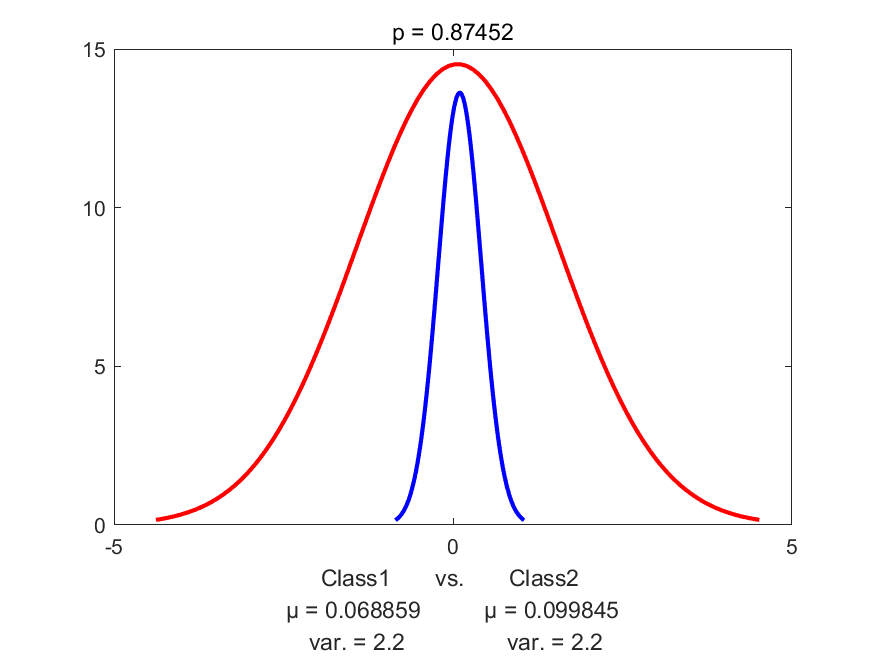 p = 0.87452
15
10
5
0
-5 0 5
Class1 vs. Class2
μ = 0.068859 μ = 0.099845
var. = 2.2 var. = 2.2